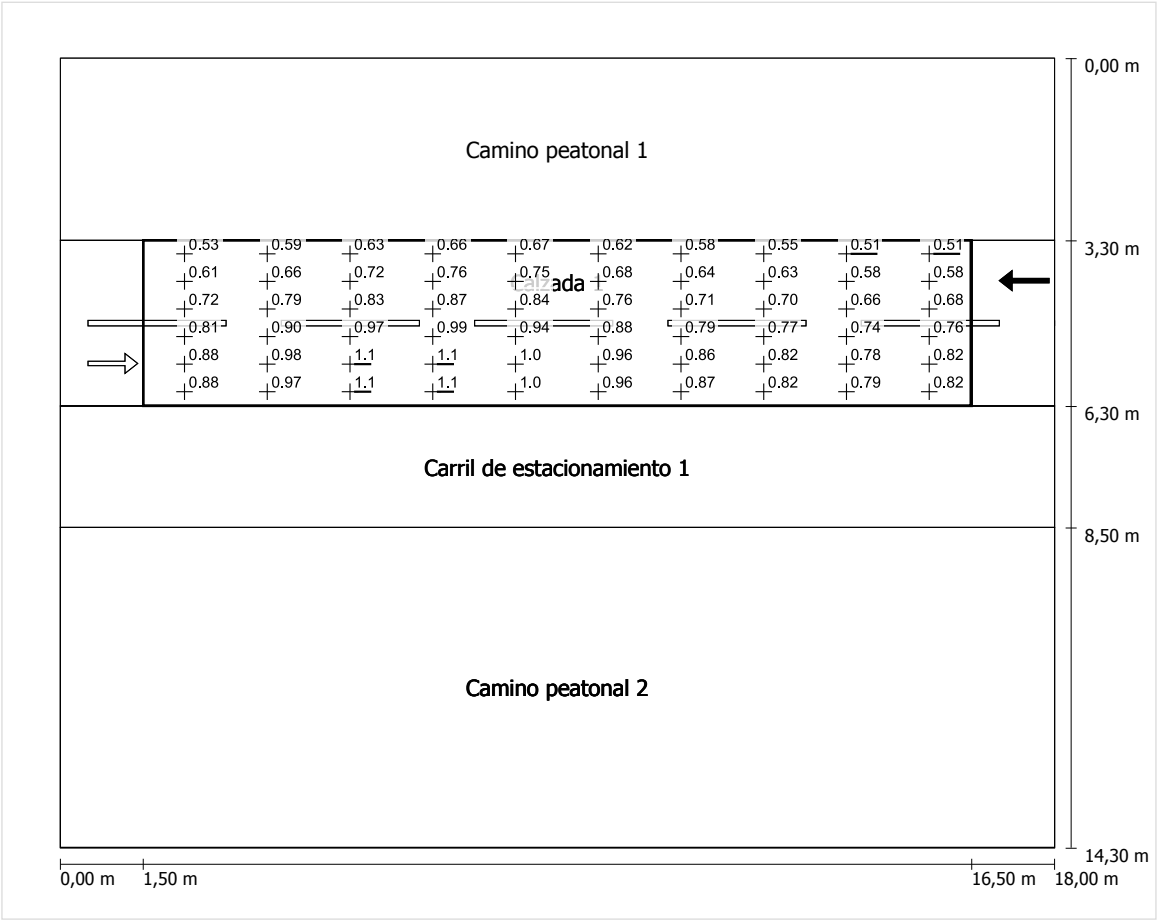 0,00 m
Camino peatonal 1
3,30 m
0.53 0.59 0.63 0.66 0.67 0.62 0.58 0.55 0.51 0.51
0.61 0.66 0.72 0.76 0.75 0.68 0.64 0.63 0.58 0.58
Calzada 1
0.72 0.79 0.83 0.87 0.84 0.76 0.71 0.70 0.66 0.68
0.81 0.90 0.97 0.99 0.94 0.88 0.79 0.77 0.74 0.76
0.88 0.98 1.1 1.1 1.0 0.96 0.86 0.82 0.78 0.82
0.88 0.97 1.1 1.1 1.0 0.96 0.87 0.82 0.79 0.82
6,30 m
Carril de estacionamiento 1
8,50 m
Camino peatonal 2
14,30 m
0,00 m 1,50 m 16,50 m 18,00 m